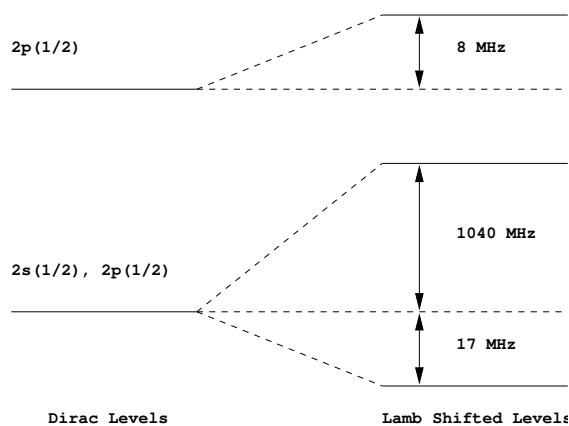 2p(1/2)
8 MHz
1040 MHz
2s(1/2), 2p(1/2)
17 MHz
Dirac Levels
Lamb Shifted Levels